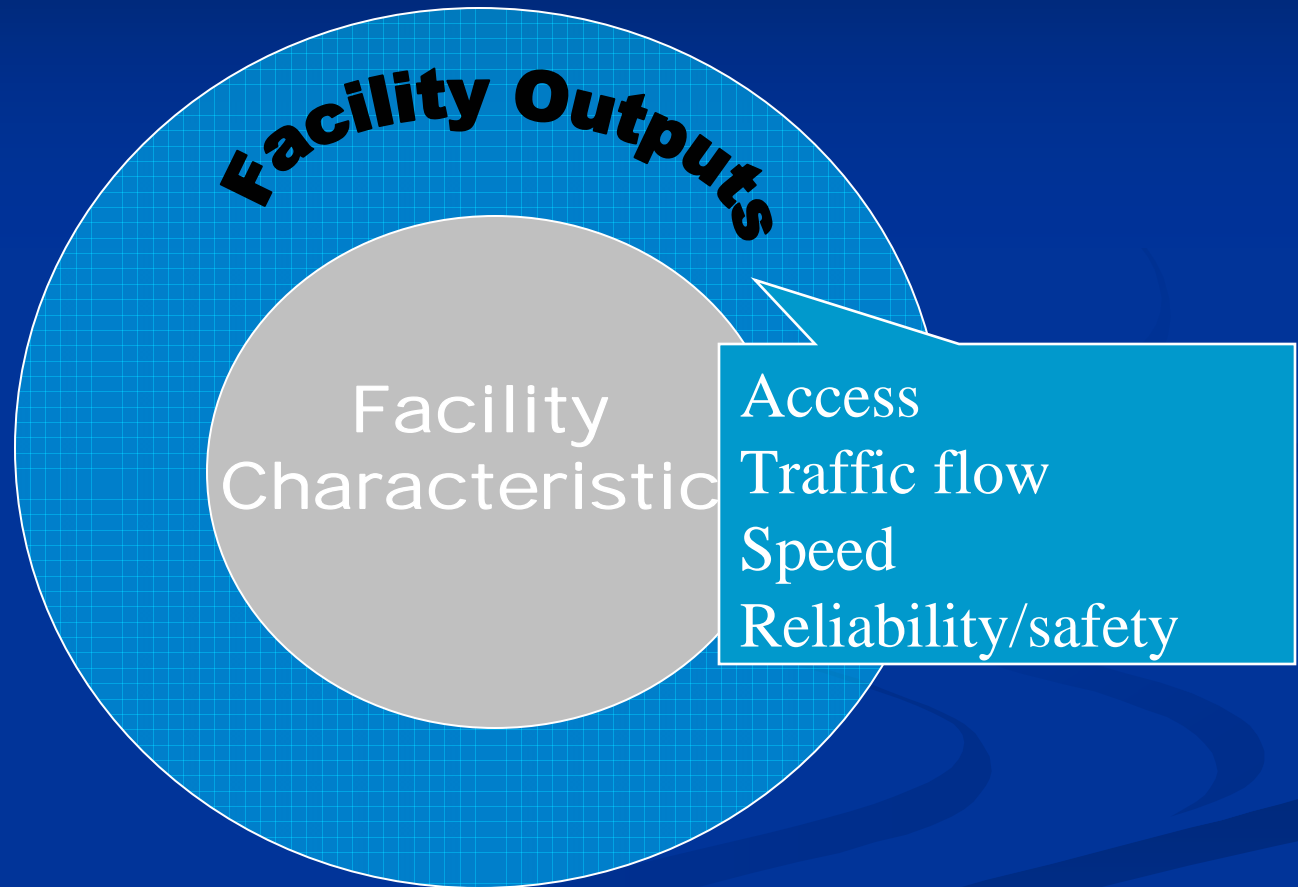 Facility Outputs
Facility
Characteristic
Access
Traffic flow
Speed
Reliability/safety